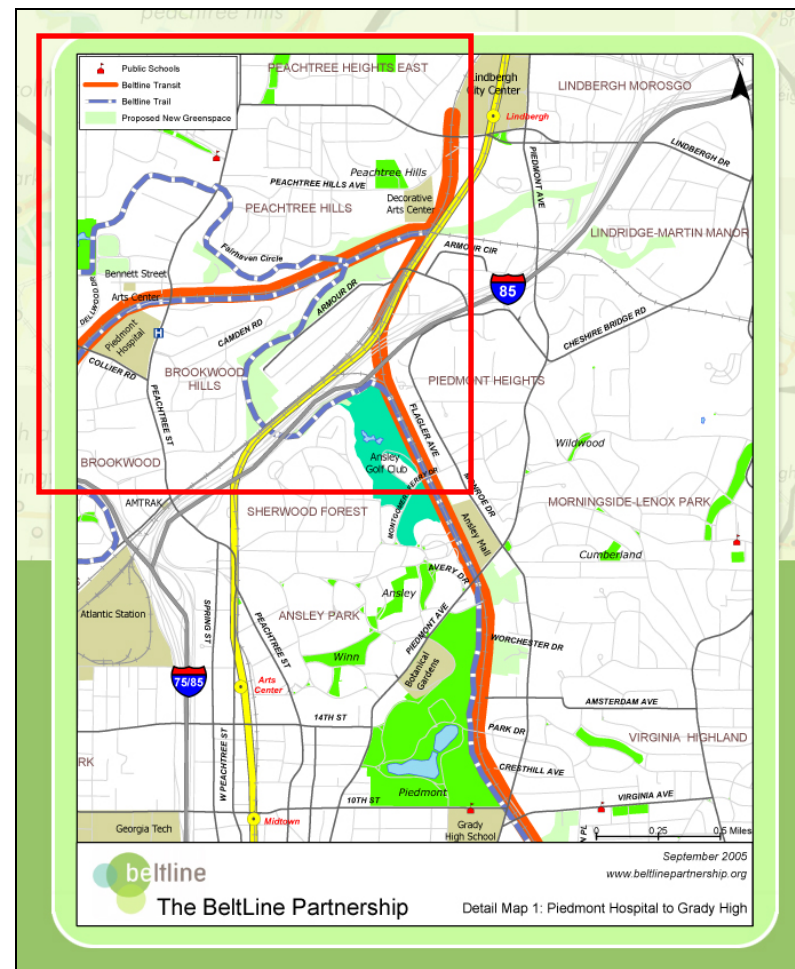 peachtree hills
Public Schools
Beltline Transit
Beltline Trail
Proposed New Greenspace
PEACHTREE HEIGHTS EAST
Lindbergh
City Center
LINDBERGH MOROSGO
N
Lindbergh
LINDBERGH DR
PIEDMONT AVE
Peachtree Hills
PEACHTREE HILLS AVE
Decorative
Arts Center
PEACHTREE HILLS
LINDRIDGE-MARTIN MANOR
Fairhaven Circle
ARMOUR CIR
Bennett Street
Arts Center
DELLWOOD DR
ARMOUR DR
85
CHESHIRE BRIDGE RD
Piedmont
Hospital
H
CAMDEN RD
COLLIER RD
BROOKWOOD
HILLS
PEACHTREE ST
PIEDMONT HEIGHTS
FLAGLER AVE
Wildwood
Ansley
Golf Club
BROOKWOOD
MONTGOMERY FERRY DR
MONROE DR
AMTRAK
SHERWOOD FOREST
MORNINGSIDE-LENOX PARK
Ansley Mall
Cumberland
AVERY DR
Ansley
Atlantic Station
SPRING ST
PEACHTREE ST
ANSLEY PARK
PIEDMONT AVE
WORCHESTER DR
Winn
Botanical
Gardens
75/85
Arts
Center
AMSTERDAM AVE
14TH ST
PARK DR
W PEACHTREE ST
VIRGINIA HIGHLAND
RK
CRESTHILL AVE
Piedmont
10TH ST
VIRGINIA AVE
Georgia Tech
Midtown
Grady
High School
N PL
0 0.25 0.5 Miles
September 2005
beltline
www.beltlinepartnership.org
The BeltLine Partnership
Detail Map 1: Piedmont Hospital to Grady High